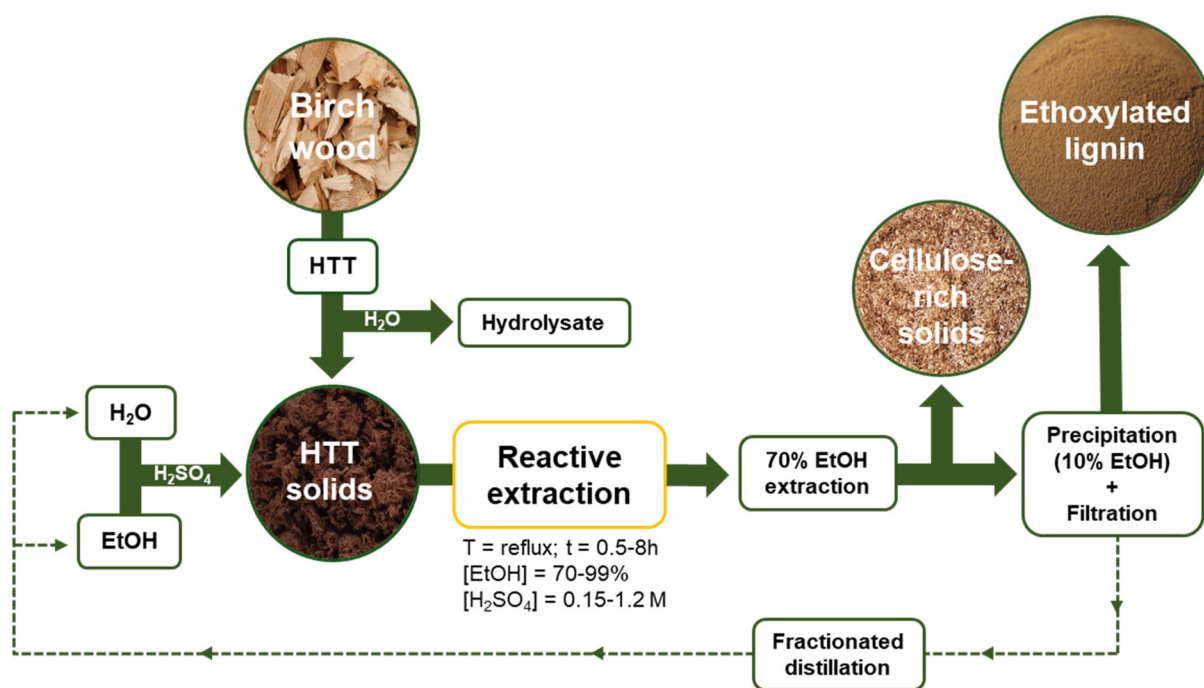 Birch
wood
Ethoxylated
lignin
HTT
Cellulose-
rich
solids
H₂O
Hydrolysate
H₂O
H₂SO₄
EtOH
HTT
solids
Reactive
extraction
T = reflux; t = 0.5-8h
[EtOH] = 70-99%
[H₂SO₄] = 0.15-1.2 M
70% EtOH
extraction
Precipitation
(10% EtOH)
+
Filtration
Fractionated
distillation